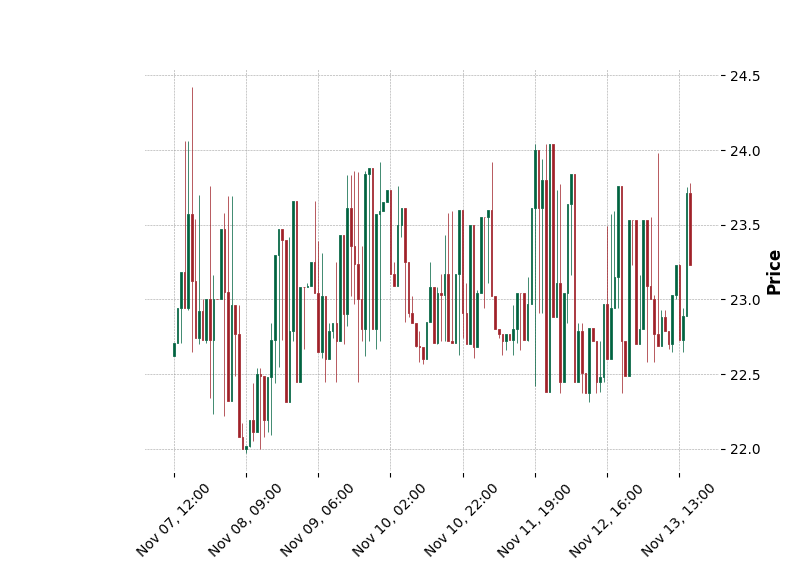 24.5
24.0
23.5
23.0
22.5
22.0
Price
Nov 07, 12:00
Nov 08, 09:00
Nov 09, 06:00
Nov 10, 02:00
Nov 10, 22:00
Nov 11, 19:00
Nov 12, 16:00
Nov 13, 13:00